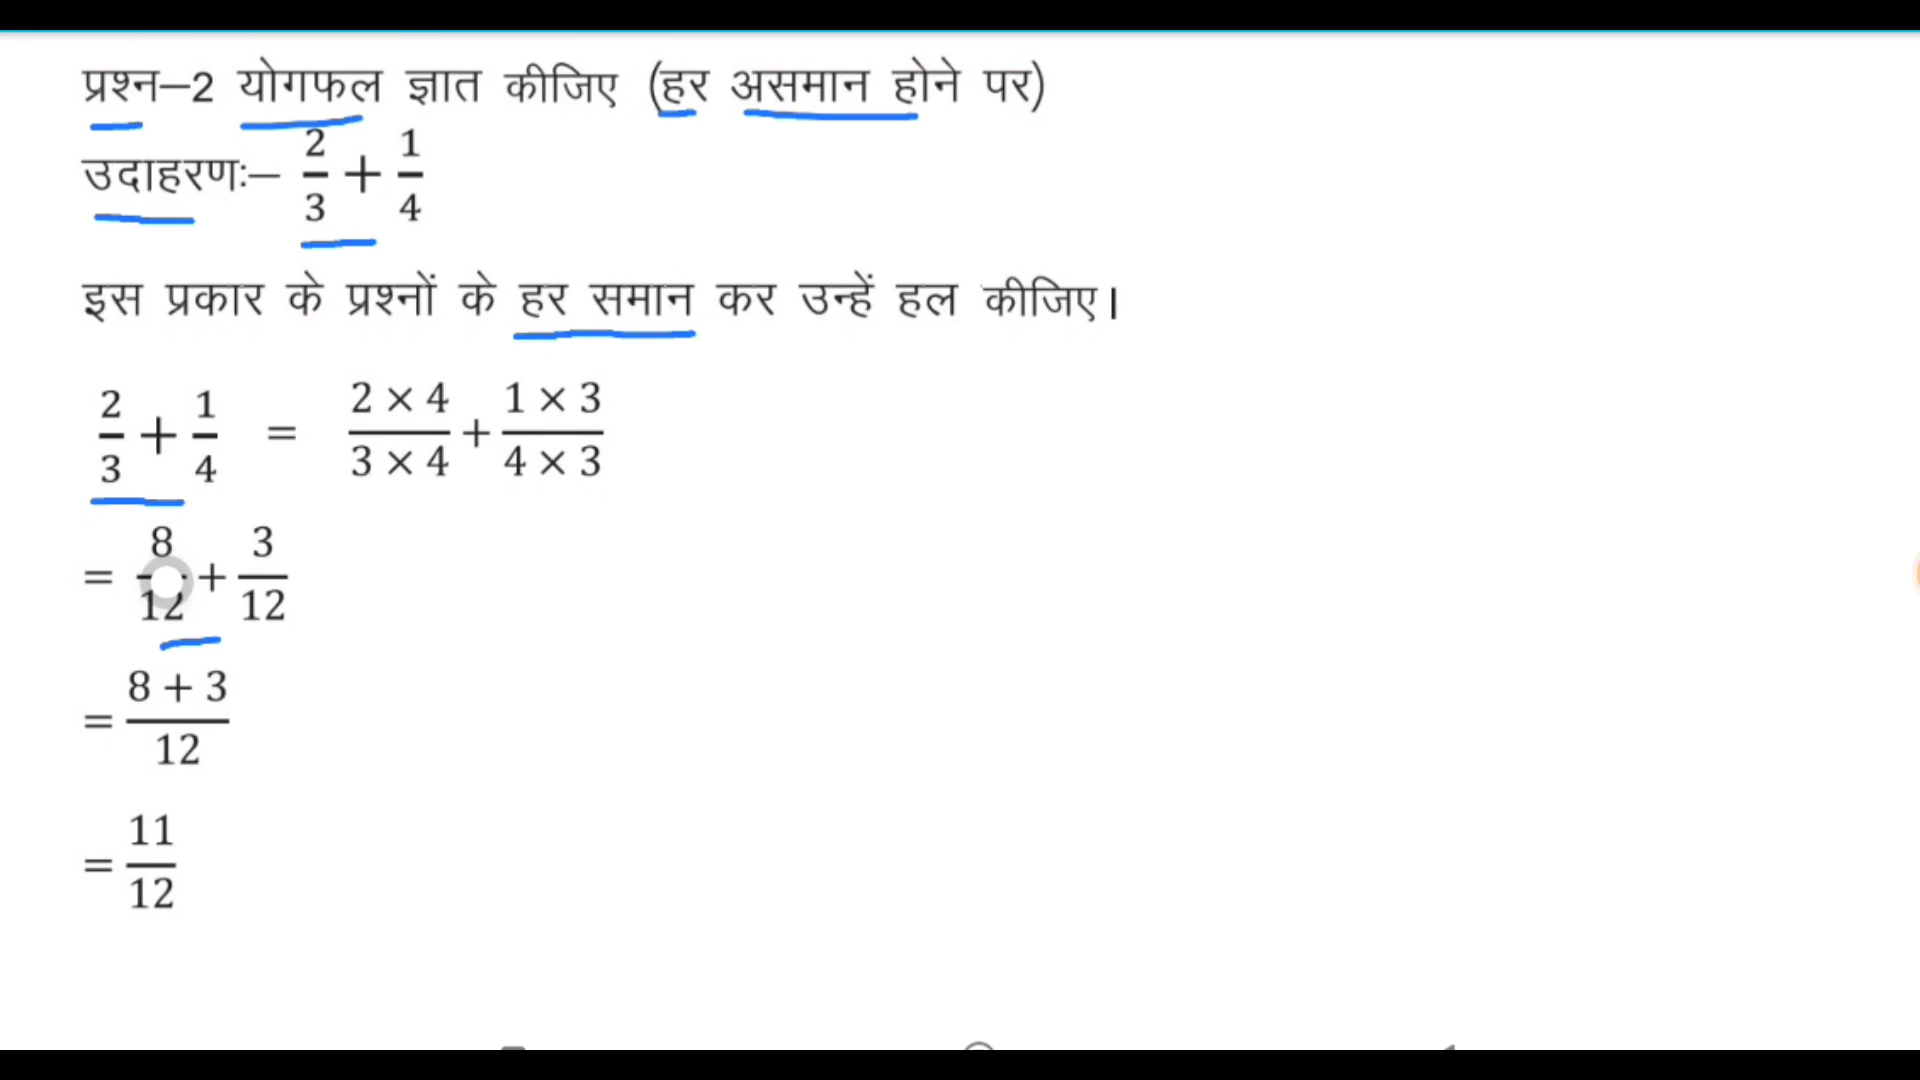 प्रश्न–2 योगफल ज्ञात कीजिए (हर असमान होने पर)
उदाहरणः– 2/3 + 1/4
इस प्रकार के प्रश्नों के हर समान कर उन्हें हल कीजिए।
2/3 + 1/4 = (2 × 4)/(3 × 4) + (1 × 3)/(4 × 3)
= 8/12 + 3/12
= (8 + 3)/12
= 11/12